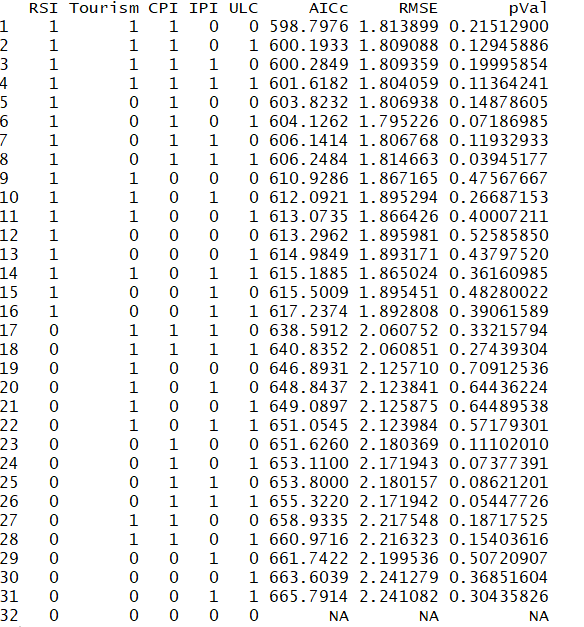 RSI Tourism CPI IPI ULC AICc RMSE pVal
1 1 1 1 0 0 598.7976 1.813899 0.21512900
2 1 1 1 0 1 600.1933 1.809088 0.12945886
3 1 1 1 1 0 600.2849 1.809359 0.19995854
4 1 1 1 1 1 601.6182 1.804059 0.11364241
5 1 0 1 0 0 603.8232 1.806938 0.14878605
6 1 0 1 0 1 604.1262 1.795226 0.07186985
7 1 0 1 1 0 606.1414 1.806768 0.11932933
8 1 0 1 1 1 606.2484 1.814663 0.03945177
9 1 1 0 0 0 610.9286 1.867165 0.47567667
10 1 1 0 1 0 612.0921 1.895294 0.26687153
11 1 1 0 0 1 613.0735 1.866426 0.40007211
12 1 0 0 0 0 613.2962 1.895981 0.52585850
13 1 0 0 0 1 614.9849 1.893171 0.43797520
14 1 1 0 1 1 615.1885 1.865024 0.36160985
15 1 0 0 1 0 615.5009 1.895451 0.48280022
16 1 0 0 1 1 617.2374 1.892808 0.39061589
17 0 1 1 1 0 638.5912 2.060752 0.33215794
18 0 1 1 1 1 640.8352 2.060851 0.27439304
19 0 1 0 0 0 646.8931 2.125710 0.70912536
20 0 1 0 1 0 648.8437 2.123841 0.64436224
21 0 1 0 0 1 649.0897 2.125875 0.64489538
22 0 1 0 1 1 651.0545 2.123984 0.57179301
23 0 0 1 0 0 651.6260 2.180369 0.11102010
24 0 0 1 0 1 653.1100 2.171943 0.07377391
25 0 0 1 1 0 653.8000 2.180157 0.08621201
26 0 0 1 1 1 655.3220 2.171942 0.05447726
27 0 1 1 0 0 658.9335 2.217548 0.18717525
28 0 1 1 0 1 660.9716 2.216323 0.15403616
29 0 0 0 1 0 661.7422 2.199536 0.50720907
30 0 0 0 0 1 663.6039 2.241279 0.36851604
31 0 0 0 1 1 665.7914 2.241082 0.30435826
32 0 0 0 0 0 NA NA NA